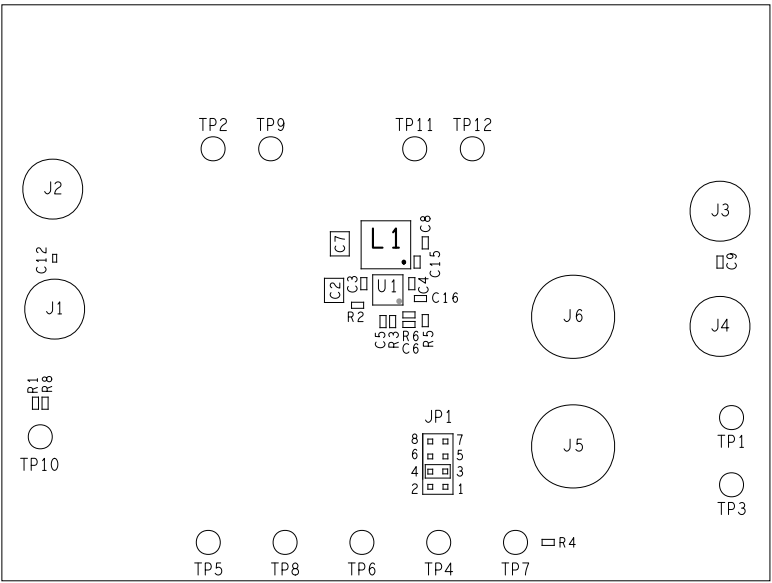 TP2 TP9 TP11 TP12
J2
J3
C8
C7
L1
C12
C15
C9
C3
U1
C4
C2
C16
J1
R2
J6
J4
C5
R3
R6
C6
R5
R1
R8
JP1
TP10
8 7
6 5
4 3
2 1
J5
TP1
TP3
R4
TP5 TP8 TP6 TP4 TP7